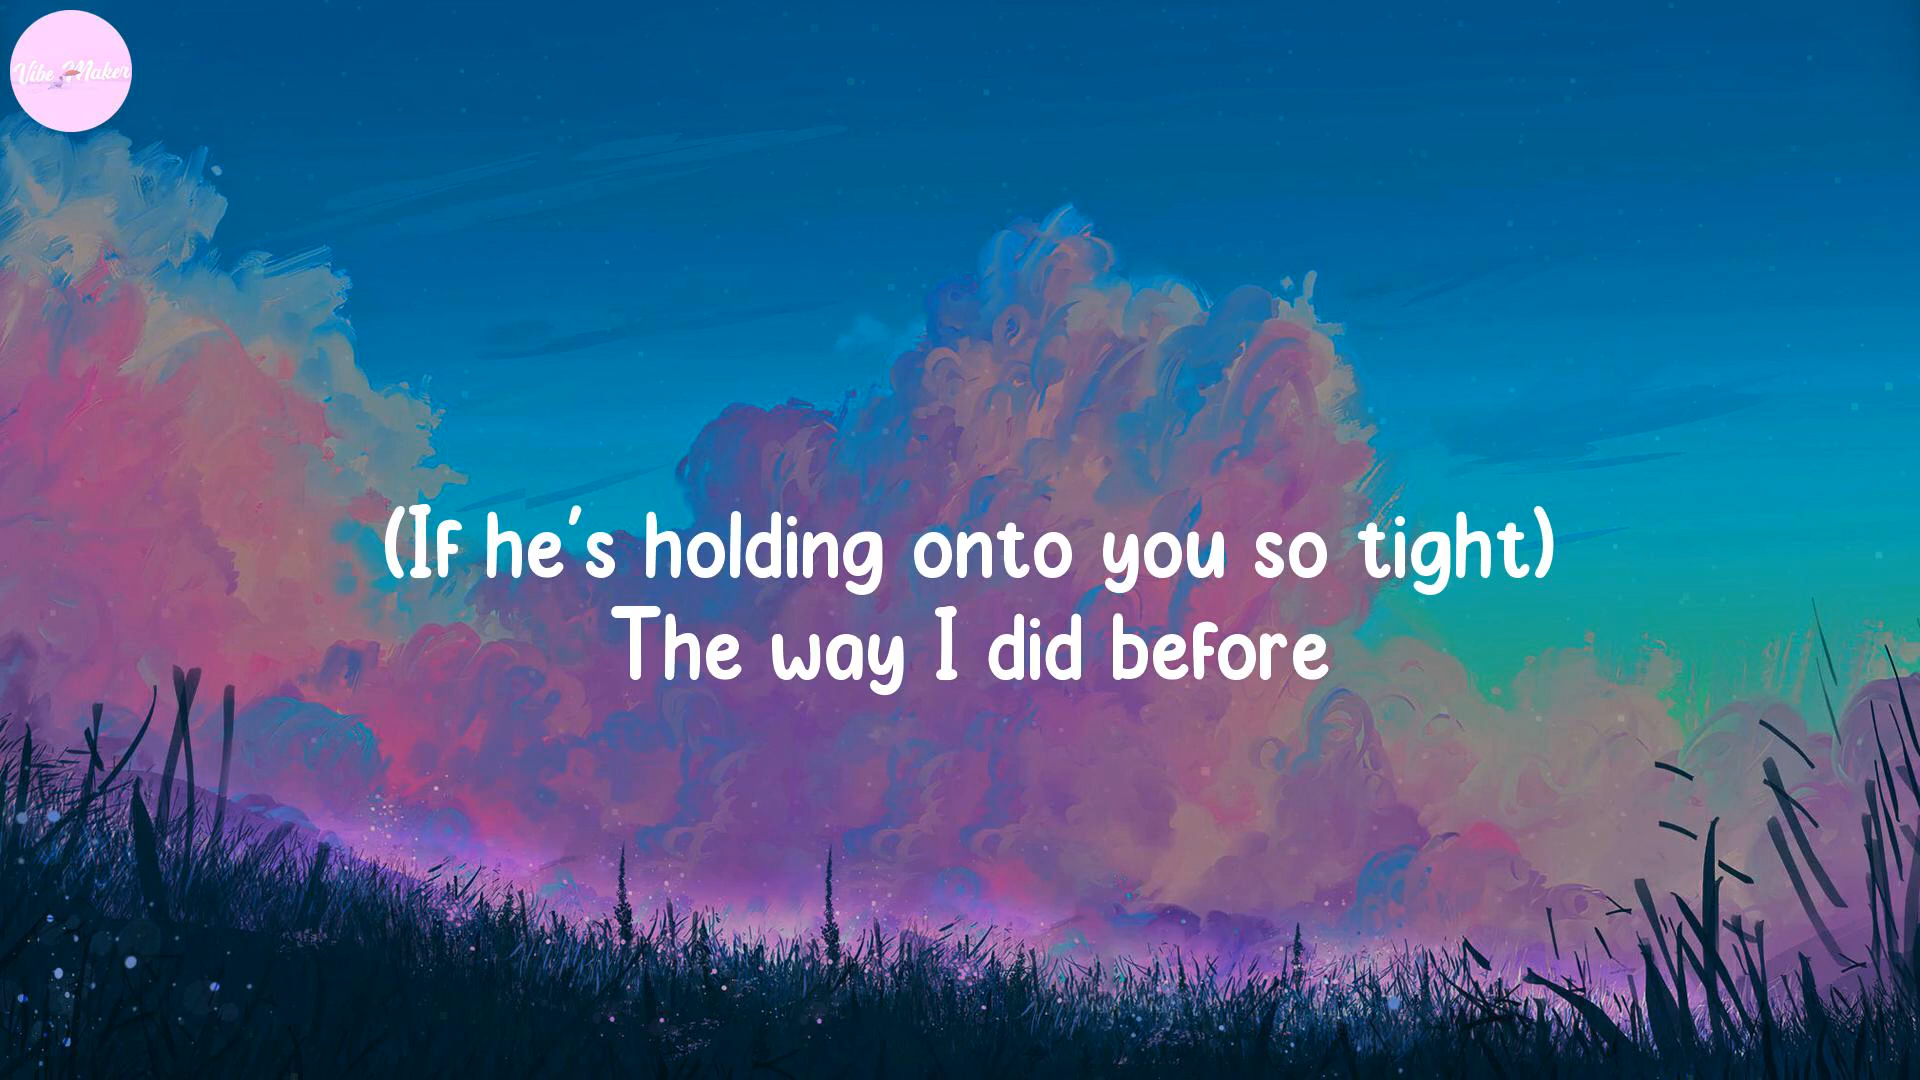 Vibe Maker
(If he's holding onto you so tight)
The way I did before